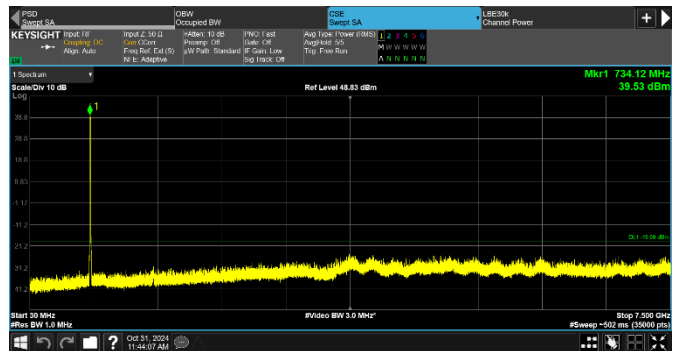 PSD
Swept SA
OBW
Occupied BW
CSE
Swept SA
LBE30k
Channel Power
KEYSIGHT
Input: RF
Coupling: DC
Align: Auto
Input Z: 50 Ω
Corr CCorr
Freq Ref: Ext (S)
NFE: Adaptive
#Atten: 10 dB
Preamp: Off
µW Path: Standard
PNO: Fast
Gate: Off
IF Gain: Low
Sig Track: Off
Avg Type: Power (RMS)
Avg|Hold: 5/5
Trig: Free Run
1 2 3 4 5 6
M W W W W W
A N N N N N
1 Spectrum
Scale/Div 10 dB
Log
Ref Level 48.83 dBm
Mkr1 734.12 MHz
39.53 dBm
1
38.8
28.8
18.8
8.83
-1.17
-11.2
-21.2
-31.2
-41.2
Start 30 MHz
#Res BW 1.0 MHz
#Video BW 3.0 MHz*
Stop 7.500 GHz
#Sweep ~502 ms (35000 pts)
?
Oct 31, 2024
11:44:07 AM